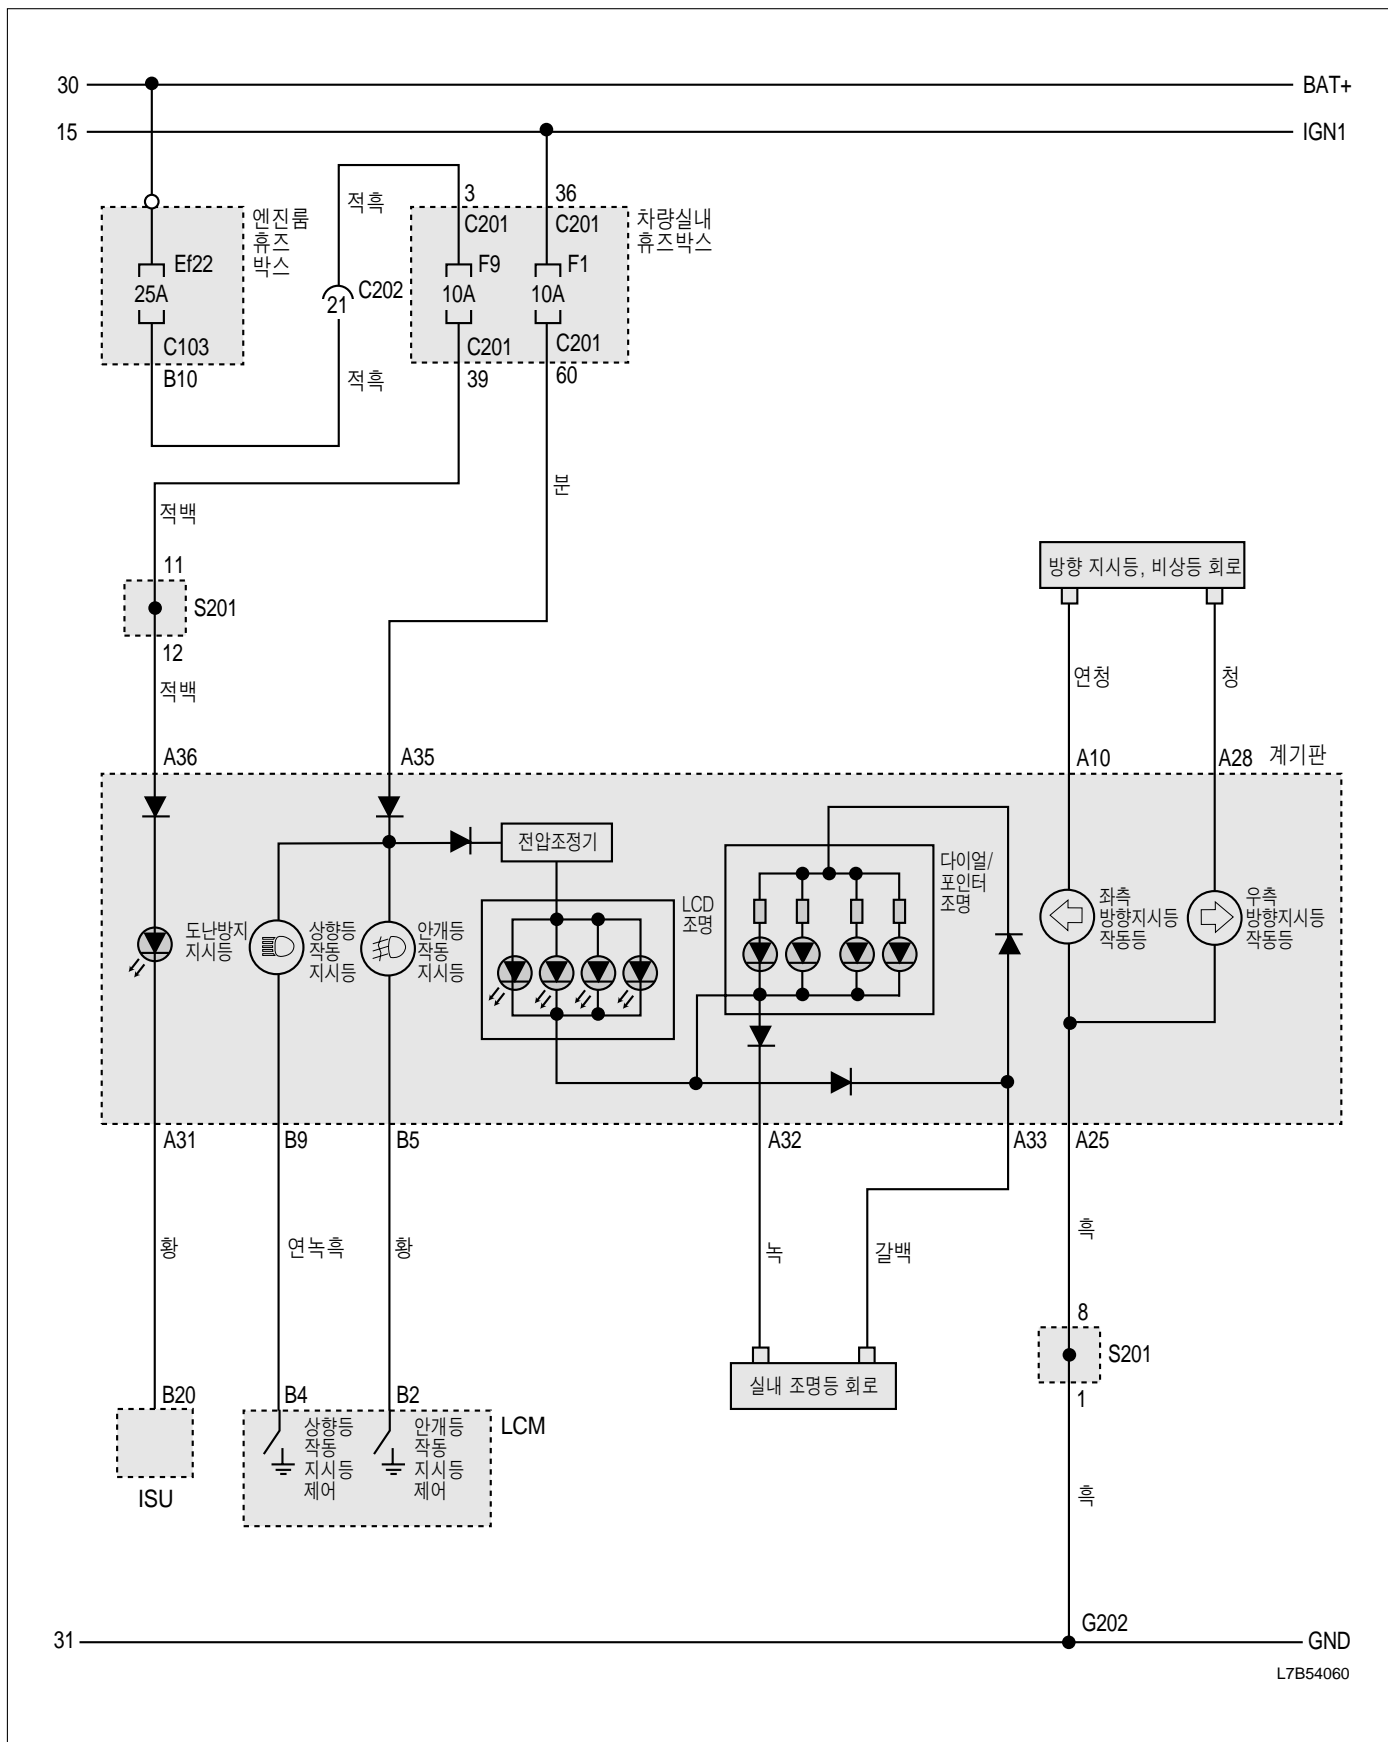 30
BAT+
15
IGN1
적흑
3
36
C201
C201
엔진룸
휴즈
박스
차량실내
휴즈박스
Ef22
25A
F9
10A
F1
10A
21
C202
C103
B10
C201
39
C201
60
적흑
분
적백
11
S201
12
적백
방향 지시등, 비상등 회로
연청
청
A36
A35
A10
A28
계기판
전압조정기
도난방지
지시등
상향등
작동
지시등
안개등
작동
지시등
LCD
조명
다이얼/
포인터
조명
좌측
방향지시등
작동등
우측
방향지시등
작동등
A31
B9
B5
A32
A33
A25
황
연녹흑
황
녹
갈백
흑
8
S201
1
실내 조명등 회로
B20
B4
B2
LCM
상향등
작동
지시등
제어
안개등
작동
지시등
제어
ISU
흑
G202
31
GND
L7B54060